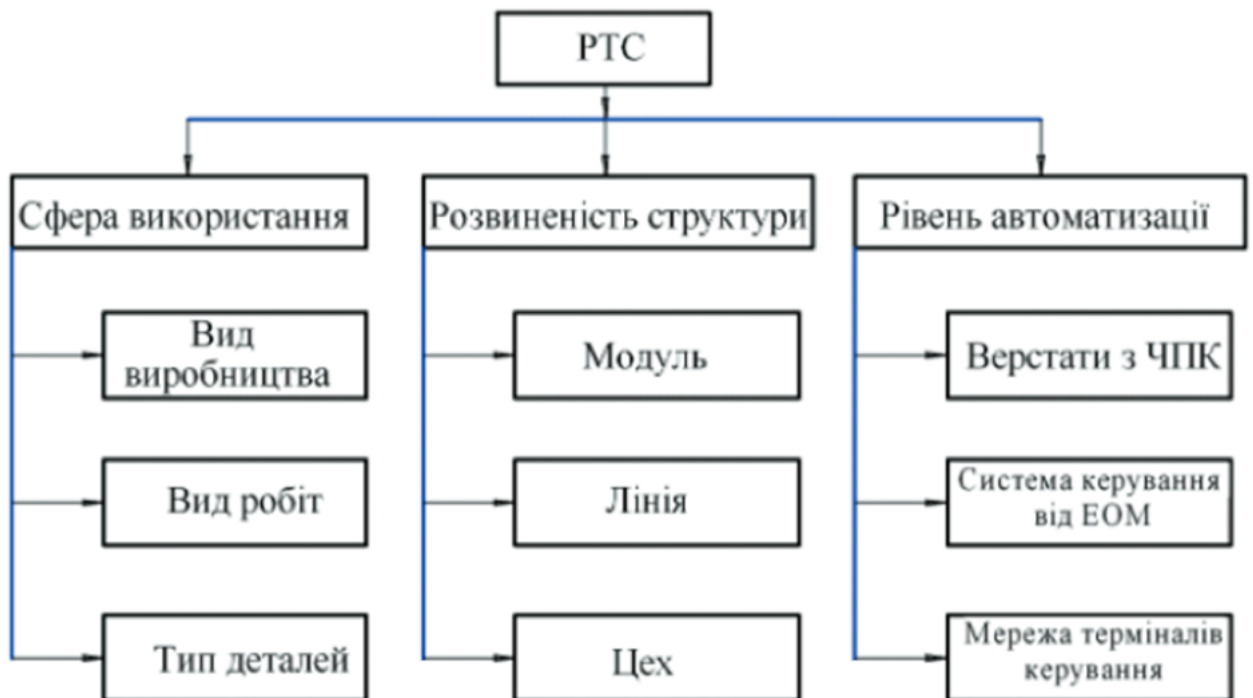 РТС
Сфера використання
Розвиненість структури
Рівень автоматизації
Вид
виробництва
Модуль
Верстати з ЧПК
Вид робіт
Лінія
Система керування
від ЕОМ
Тип деталей
Цех
Мережа терміналів
керування